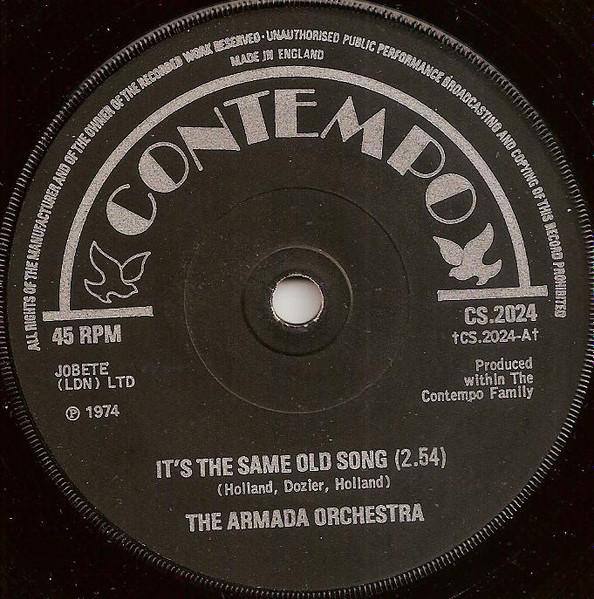 ALL RIGHTS OF THE MANUFACTURER AND OF THE OWNER OF THE RECORDED WORK RESERVED · UNAUTHORISED PUBLIC PERFORMANCE BROADCASTING AND COPYING OF THIS RECORD PROHIBITED
MADE IN ENGLAND
CONTEMPO
45 RPM
CS.2024
†CS.2024-A†
JOBETE
(LDN) LTD
℗ 1974
Produced
within The
Contempo Family
IT'S THE SAME OLD SONG (2.54)
(Holland, Dozier, Holland)
THE ARMADA ORCHESTRA